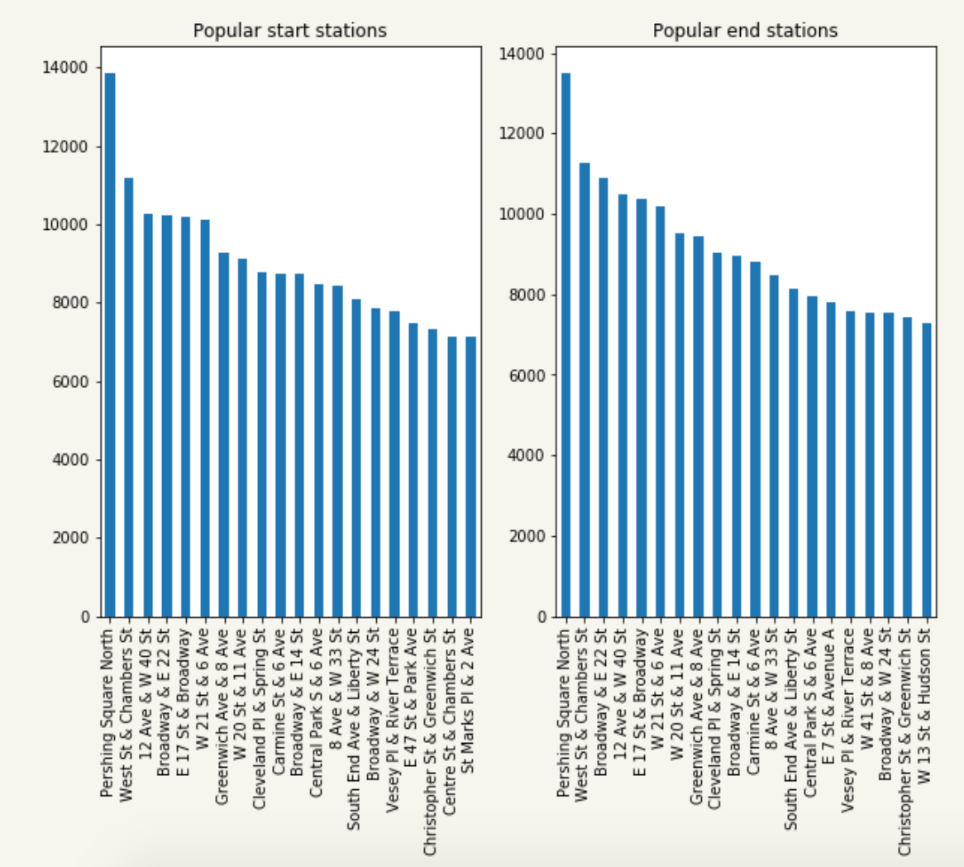 Popular start stations
14000
12000
10000
8000
6000
4000
2000
0
Pershing Square North
West St & Chambers St
12 Ave & W 40 St
Broadway & E 22 St
E 17 St & Broadway
W 21 St & 6 Ave
Greenwich Ave & 8 Ave
W 20 St & 11 Ave
Cleveland Pl & Spring St
Carmine St & 6 Ave
Broadway & E 14 St
Central Park S & 6 Ave
8 Ave & W 33 St
South End Ave & Liberty St
Broadway & W 24 St
Vesey Pl & River Terrace
E 47 St & Park Ave
Christopher St & Greenwich St
Centre St & Chambers St
St Marks Pl & 2 Ave
Popular end stations
14000
12000
10000
8000
6000
4000
2000
0
Pershing Square North
West St & Chambers St
Broadway & E 22 St
12 Ave & W 40 St
E 17 St & Broadway
W 21 St & 6 Ave
W 20 St & 11 Ave
Greenwich Ave & 8 Ave
Cleveland Pl & Spring St
Broadway & E 14 St
Carmine St & 6 Ave
8 Ave & W 33 St
South End Ave & Liberty St
Central Park S & 6 Ave
E 7 St & Avenue A
Vesey Pl & River Terrace
W 41 St & 8 Ave
Broadway & W 24 St
Christopher St & Greenwich St
W 13 St & Hudson St